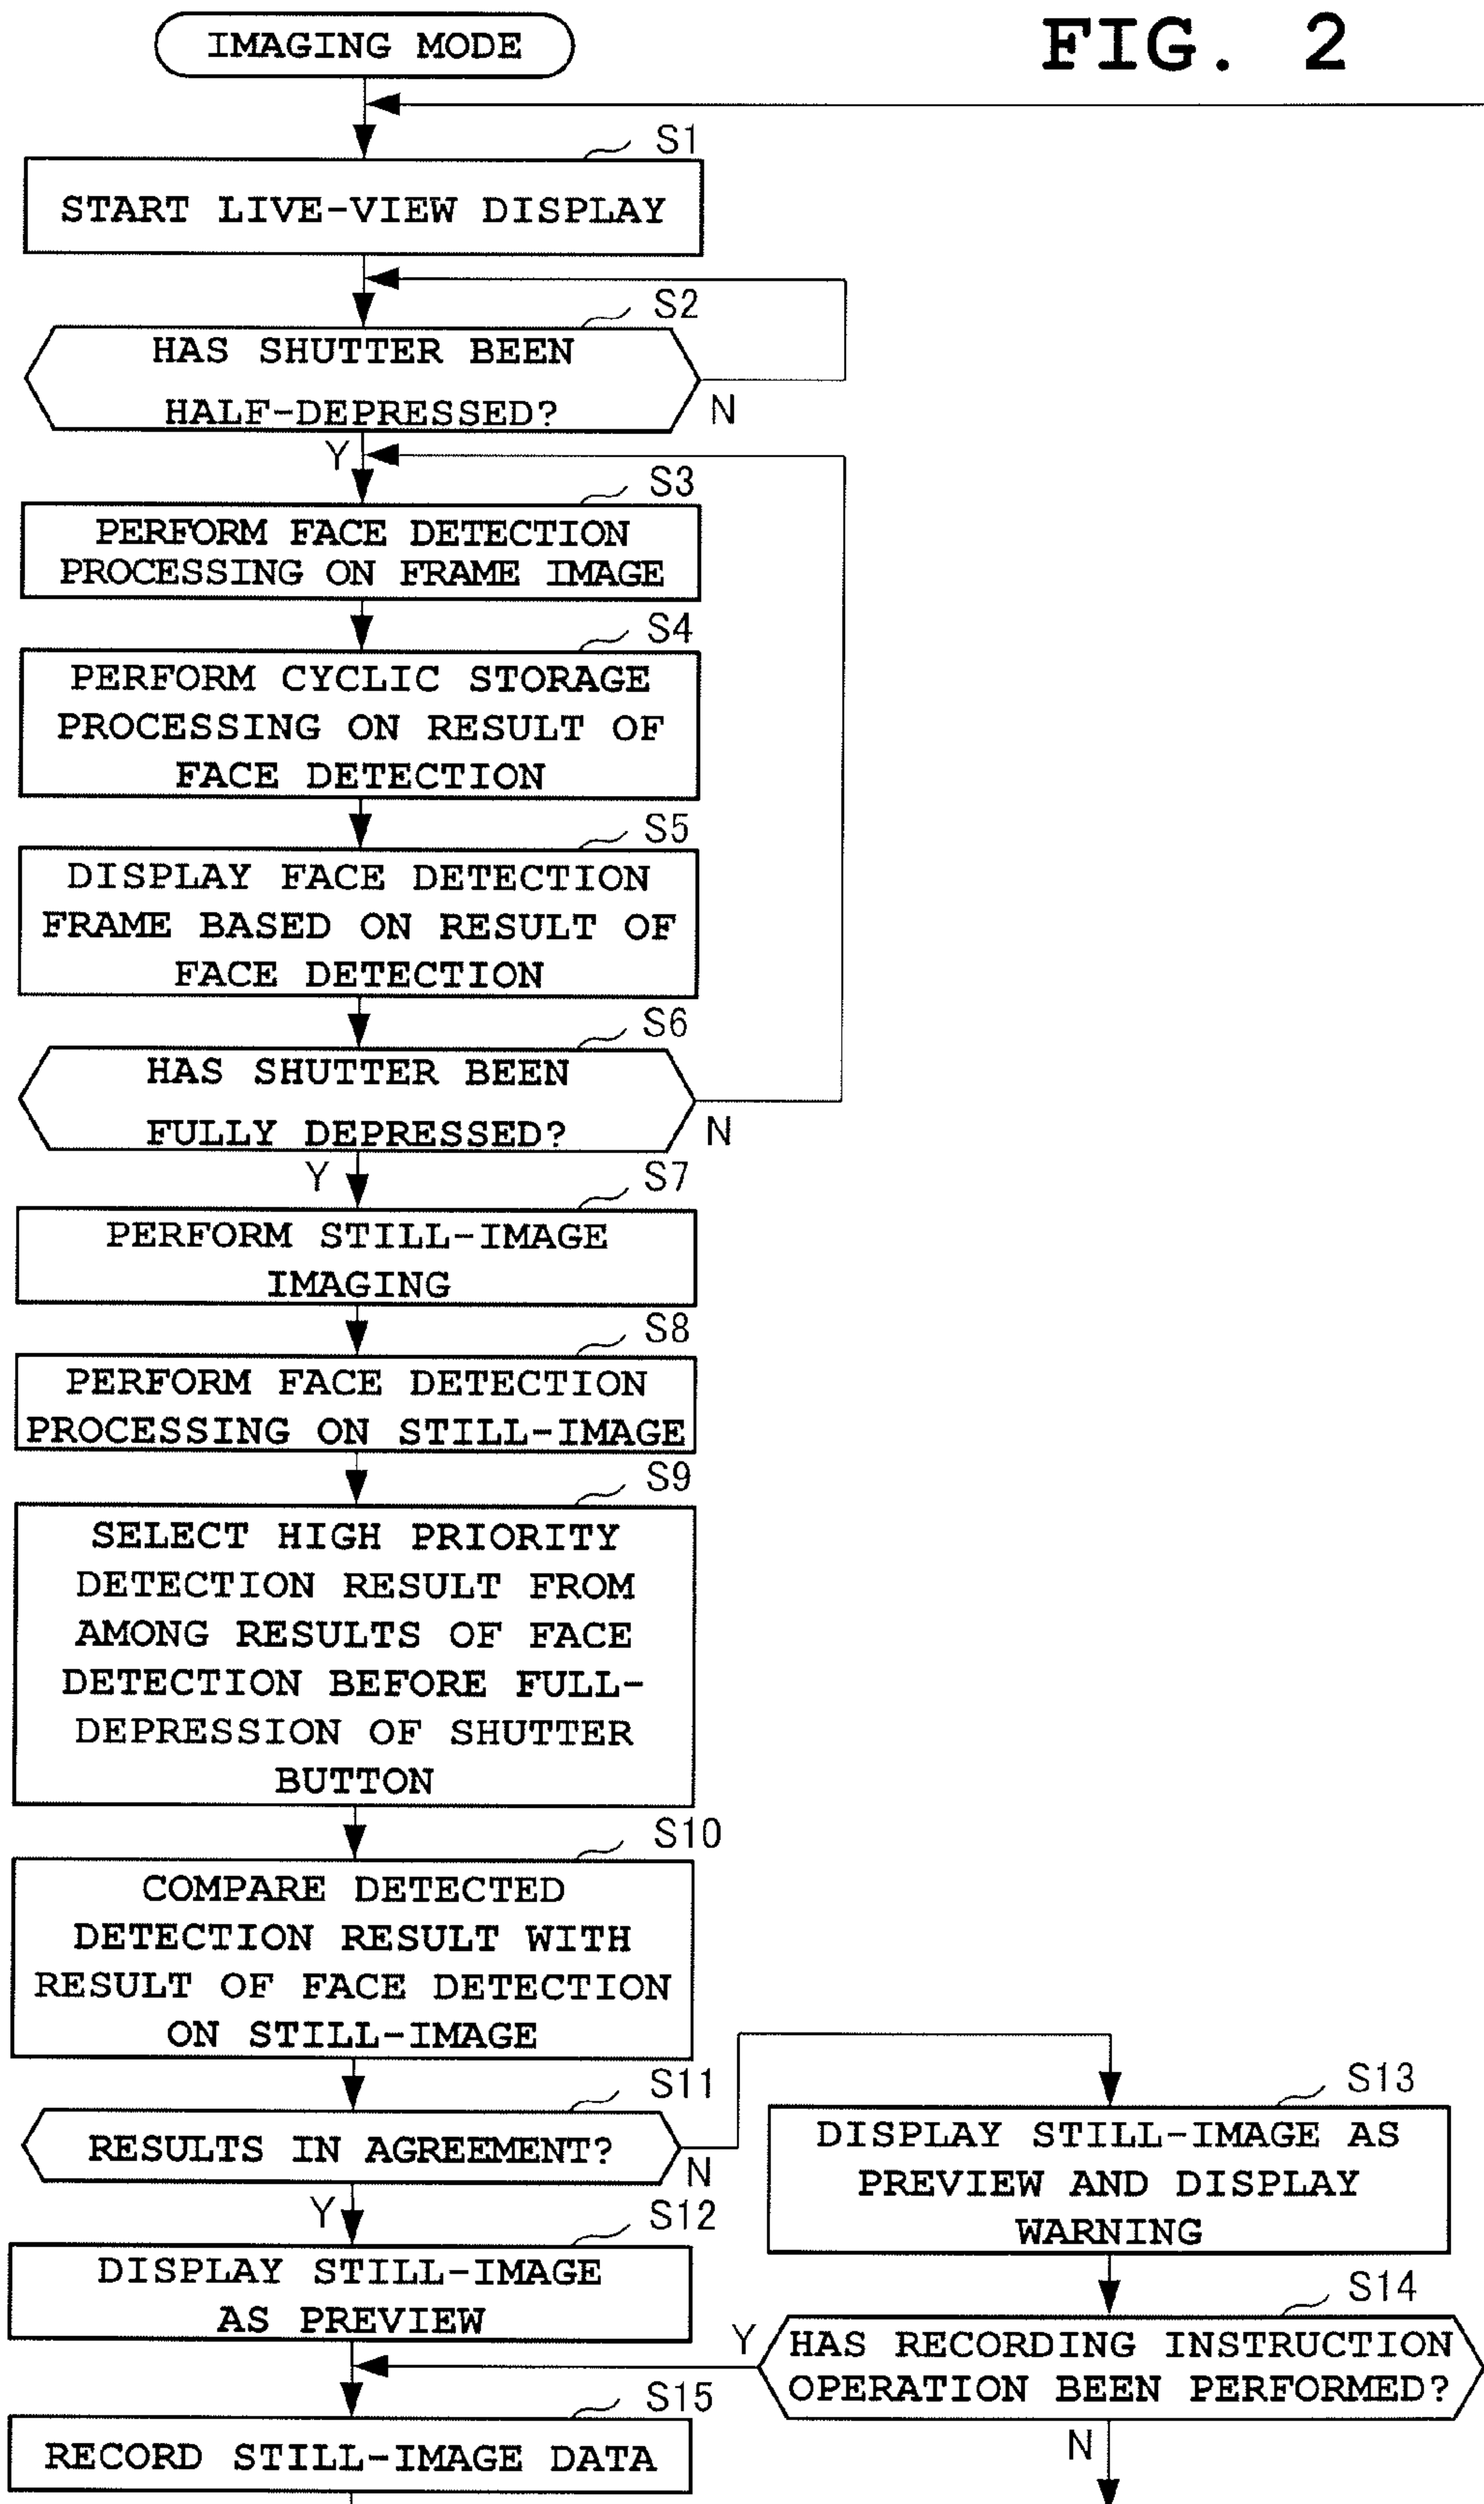 FIG. 2
IMAGING MODE
S1
START LIVE-VIEW DISPLAY
S2
HAS SHUTTER BEEN
HALF-DEPRESSED?
N
Y
S3
PERFORM FACE DETECTION
PROCESSING ON FRAME IMAGE
S4
PERFORM CYCLIC STORAGE
PROCESSING ON RESULT OF
FACE DETECTION
S5
DISPLAY FACE DETECTION
FRAME BASED ON RESULT OF
FACE DETECTION
S6
HAS SHUTTER BEEN
FULLY DEPRESSED?
N
Y
S7
PERFORM STILL-IMAGE
IMAGING
S8
PERFORM FACE DETECTION
PROCESSING ON STILL-IMAGE
S9
SELECT HIGH PRIORITY
DETECTION RESULT FROM
AMONG RESULTS OF FACE
DETECTION BEFORE FULL-
DEPRESSION OF SHUTTER
BUTTON
S10
COMPARE DETECTED
DETECTION RESULT WITH
RESULT OF FACE DETECTION
ON STILL-IMAGE
S11
RESULTS IN AGREEMENT?
N
Y
S12
DISPLAY STILL-IMAGE
AS PREVIEW
S13
DISPLAY STILL-IMAGE AS
PREVIEW AND DISPLAY
WARNING
S14
HAS RECORDING INSTRUCTION
OPERATION BEEN PERFORMED?
Y
N
S15
RECORD STILL-IMAGE DATA